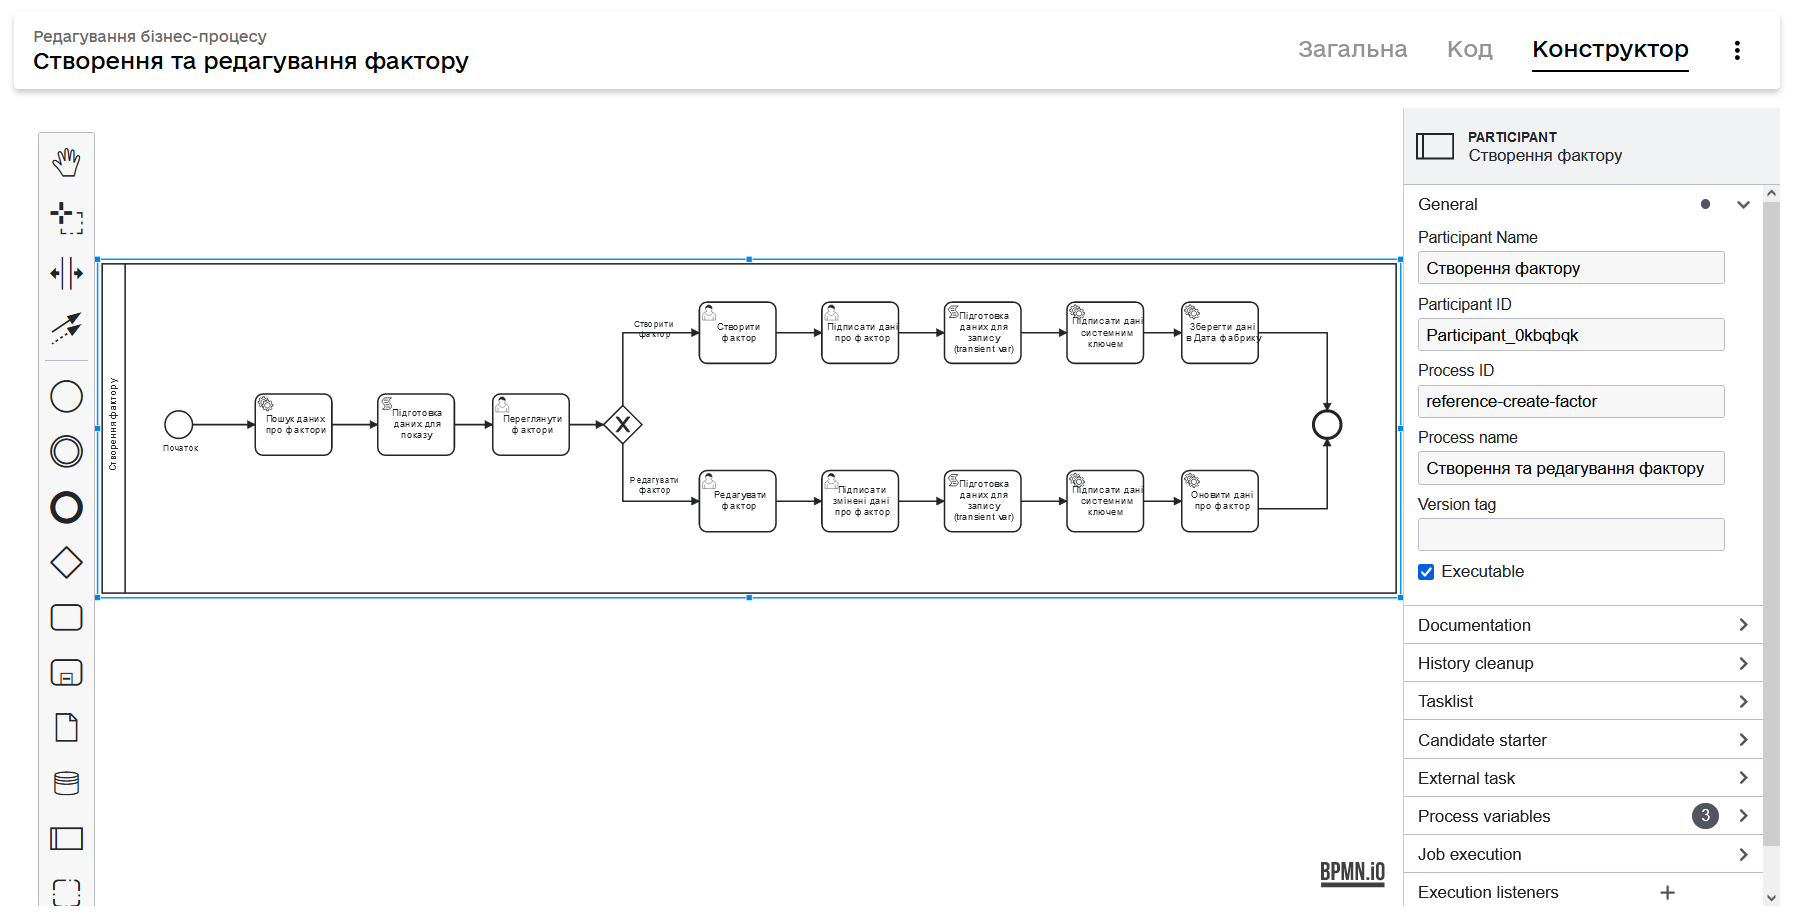 Редагування бізнес-процесу
Створення та редагування фактору
Загальна
Код
Конструктор
PARTICIPANT
Створення фактору
General
Participant Name
Створення фактору
Participant ID
Participant_0kbqbqk
Process ID
reference-create-factor
Process name
Створення та редагування фактору
Version tag
Executable
Documentation
History cleanup
Tasklist
Candidate starter
External task
Process variables
3
Job execution
Execution listeners
Створення фактору
Початок
Пошук даних
про фактори
Підготовка
даних для
показу
Переглянути
фактори
X
Створити
фактор
Створити
фактор
Підписати дані
про фактор
Підготовка
даних для
запису
(transient var)
Підписати дані
системним
ключем
Зберегти дані
в Дата фабрику
Редагувати
фактор
Редагувати
фактор
Підписати
змінені дані
про фактор
Підготовка
даних для
запису
(transient var)
Підписати дані
системним
ключем
Оновити дані
про фактор
BPMN.iO